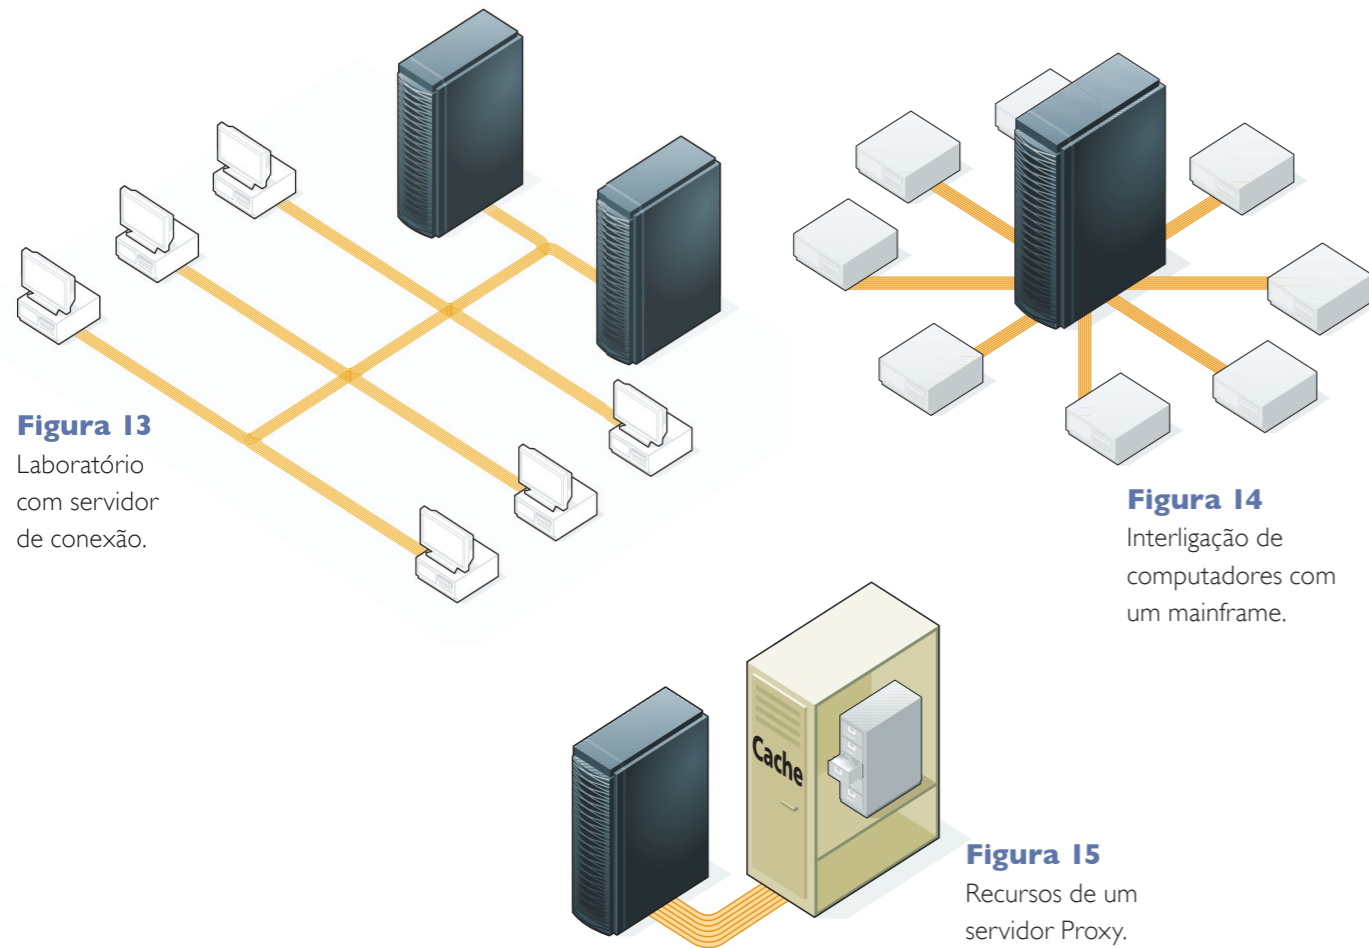 Figura 13
Laboratório
com servidor
de conexão.
Figura 14
Interligação de
computadores com
um mainframe.
Cache
Figura 15
Recursos de um
servidor Proxy.